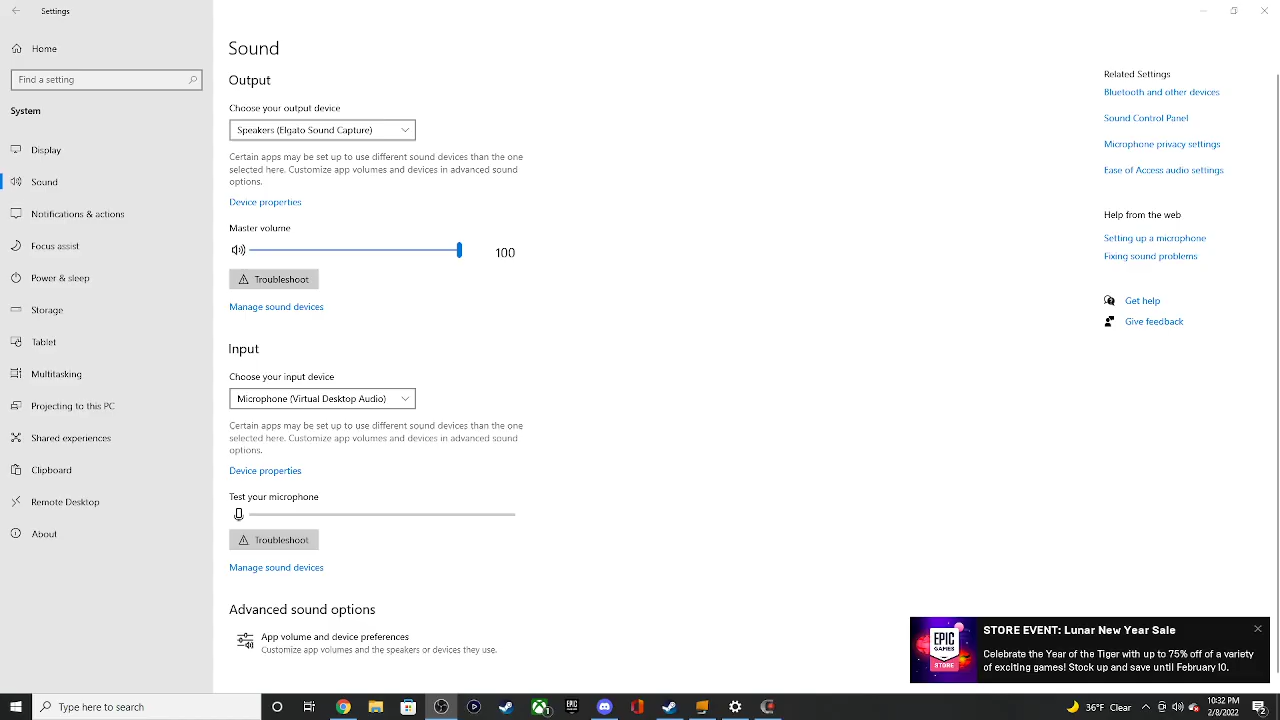 Settings
Home
Find a setting
System
Display
Sound
Notifications & actions
Focus assist
Power & sleep
Storage
Tablet
Multitasking
Projecting to this PC
Shared experiences
Clipboard
Remote Desktop
About
Sound
Output
Choose your output device
Speakers (Elgato Sound Capture)
Certain apps may be set up to use different sound devices than the one
selected here. Customize app volumes and devices in advanced sound
options.
Device properties
Master volume
100
Troubleshoot
Manage sound devices
Input
Choose your input device
Microphone (Virtual Desktop Audio)
Certain apps may be set up to use different sound devices than the one
selected here. Customize app volumes and devices in advanced sound
options.
Device properties
Test your microphone
Troubleshoot
Manage sound devices
Advanced sound options
App volume and device preferences
Customize app volumes and the speakers or devices they use.
Related Settings
Bluetooth and other devices
Sound Control Panel
Microphone privacy settings
Ease of Access audio settings
Help from the web
Setting up a microphone
Fixing sound problems
Get help
Give feedback
EPIC
GAMES
STORE
STORE EVENT: Lunar New Year Sale
Celebrate the Year of the Tiger with up to 75% off of a variety
of exciting games! Stock up and save until February 10.
Type here to search
EPIC
36°F Clear
10:32 PM
2/8/2022
2